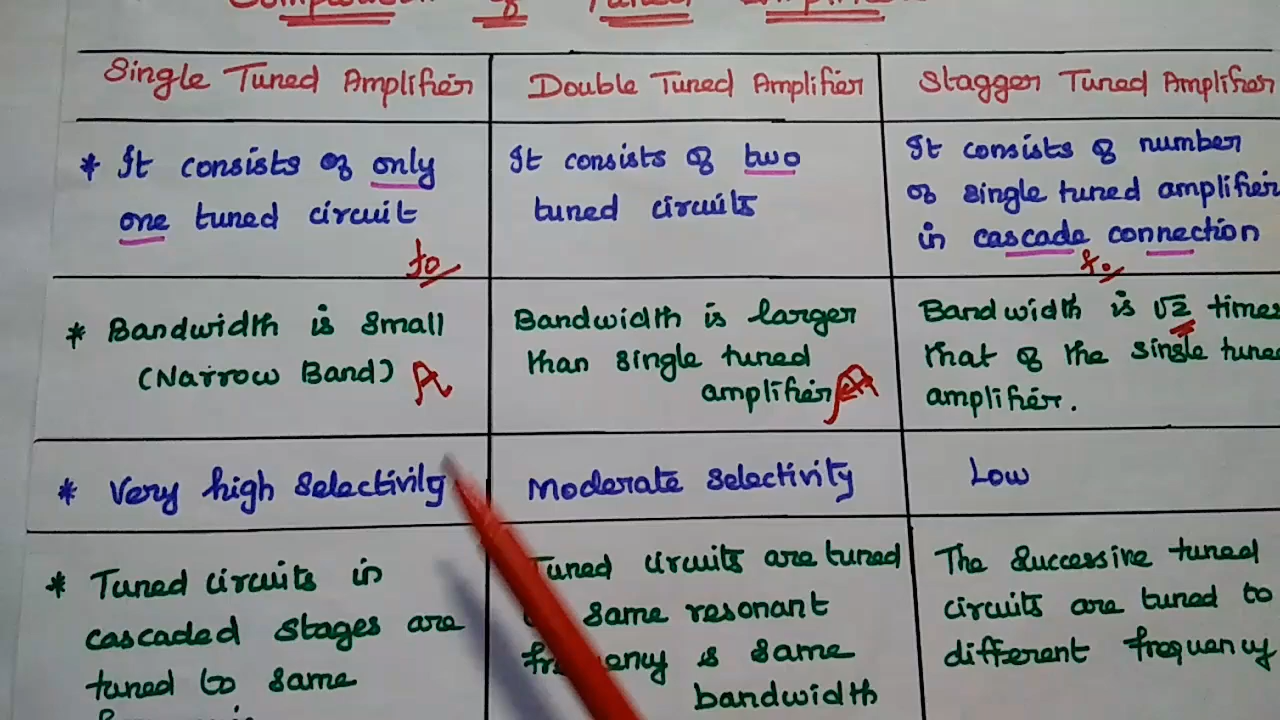 of Tuned
Single Tuned Amplifier
Double Tuned Amplifier
Stagger Tuned Amplifier
* It consists of only
one tuned circuit
fo
It consists of two
tuned circuits
It consists of number
of single tuned amplifier
in cascade connection
fo
* Bandwidth is small
(Narrow Band)
Bandwidth is larger
than single tuned
amplifier
Bandwidth is √2 times
that of the single tuned
amplifier.
* Very high selectivity
Moderate selectivity
Low
* Tuned circuits in
cascaded stages are
tuned to same
Tuned circuits are tuned
same resonant
is same
bandwidth
The successive tuned
circuits are tuned to
different frequency